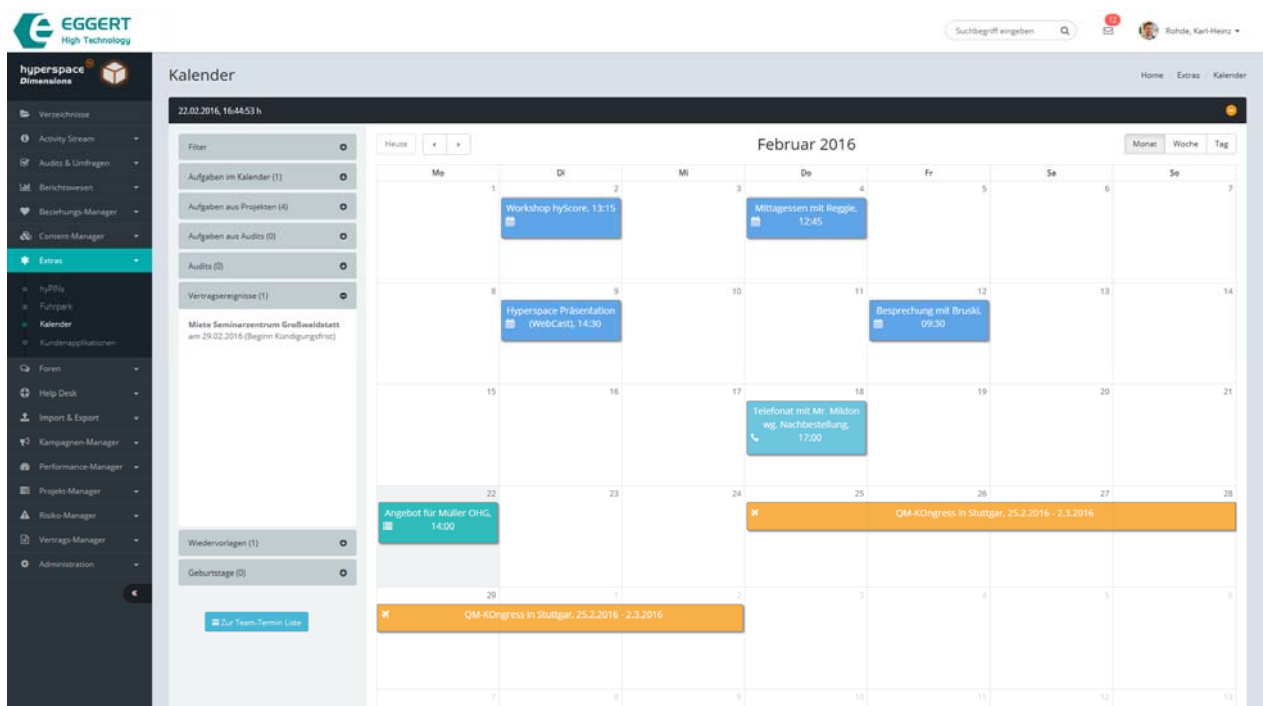 EGGERT
High Technology
Suchbegriff eingeben
12
Rohde, Karl-Heinz
hyperspace
Dimensions
Verzeichnisse
Activity Stream
Audits & Umfragen
Berichtswesen
Beziehungs-Manager
Content-Manager
Extras
hyPINs
Fuhrpark
Kalender
Kundenapplikationen
Foren
Help Desk
Import & Export
Kampagnen-Manager
Performance-Manager
Projekt-Manager
Risiko-Manager
Vertrags-Manager
Administration
Kalender
Home / Extras / Kalender
22.02.2016, 16:44:53 h
Filter
Aufgaben im Kalender (1)
Aufgaben aus Projekten (4)
Aufgaben aus Audits (0)
Audits (0)
Vertragsereignisse (1)
Miete Seminarzentrum Großwaldstatt
am 29.02.2016 (Beginn Kündigungsfrist)
Wiedervorlagen (1)
Geburtstage (0)
Zur Team-Termin Liste
Heute
Februar 2016
Monat Woche Tag
Mo Di Mi Do Fr Sa So
1 2 3 4 5 6 7
Workshop hyScore, 13:15
Mittagessen mit Reggie,
12:45
8 9 10 11 12 13 14
Hyperspace Präsentation
(WebCast), 14:30
Besprechung mit Bruski,
09:30
15 16 17 18 19 20 21
Telefonat mit Mr. Mildon
wg. Nachbestellung,
17:00
22 23 24 25 26 27 28
Angebot für Müller OHG,
14:00
QM-KOngress in Stuttgar, 25.2.2016 - 2.3.2016
29 1 2 3 4 5 6
QM-KOngress in Stuttgar, 25.2.2016 - 2.3.2016
7 8 9 10 11 12 13